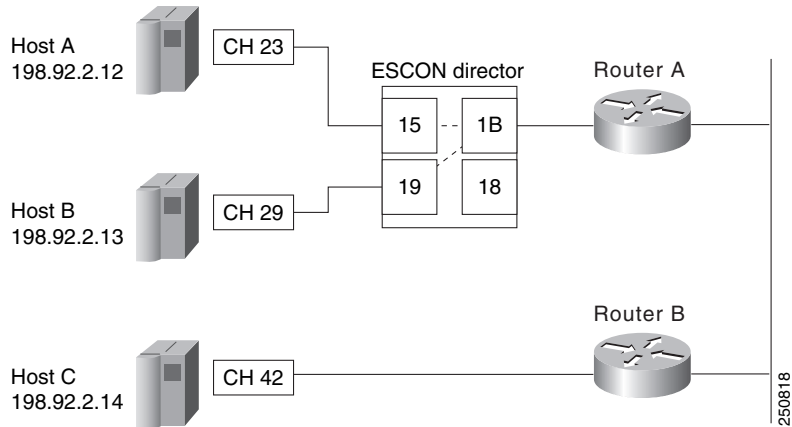 Host A
198.92.2.12
CH 23
ESCON director
15
1B
19
18
Router A
Host B
198.92.2.13
CH 29
Host C
198.92.2.14
CH 42
Router B
250818